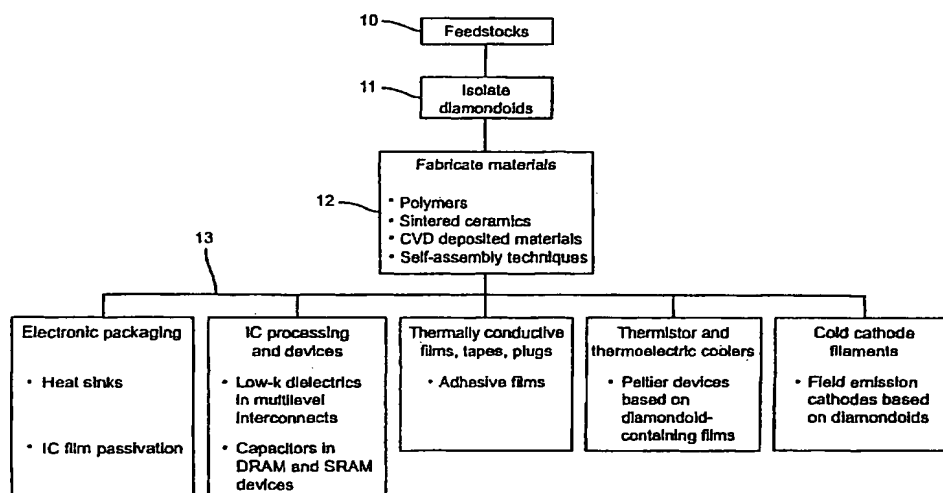 10
Feedstocks
11
Isolate
diamondoids
12
Fabricate materials
• Polymers
• Sintered ceramics
• CVD deposited materials
• Self-assembly techniques
13
Electronic packaging
• Heat sinks
• IC film passivation
IC processing
and devices
• Low-k dielectrics
in multilevel
interconnects
• Capacitors in
DRAM and SRAM
devices
Thermally conductive
films, tapes, plugs
• Adhesive films
Thermistor and
thermoelectric coolers
• Peltier devices
based on
diamondoid-
containing films
Cold cathode
filaments
• Field emission
cathodes based
on diamondoids